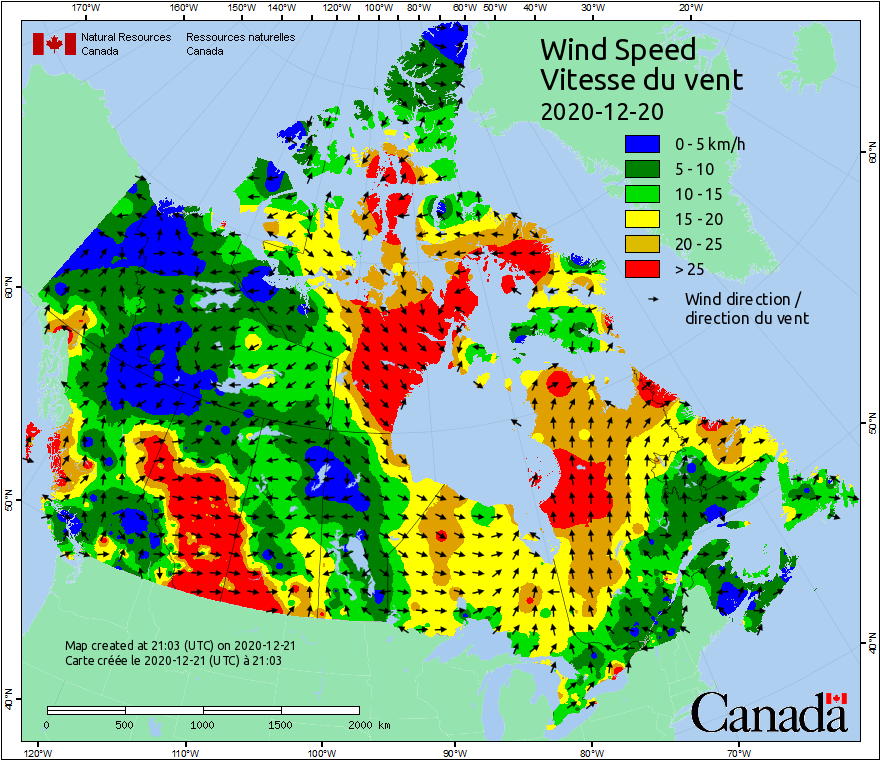 170°W 160°W 150°W 140°W 120°W 100°W 80°W 60°W 50°W 40°W 30°W 20°W
Natural Resources Ressources naturelles
Canada Canada
Wind Speed
Vitesse du vent
2020-12-20
0 - 5 km/h
5 - 10
10 - 15
15 - 20
20 - 25
> 25
Wind direction /
direction du vent
60°N 60°N
50°N 50°N
40°N 40°N
Map created at 21:03 (UTC) on 2020-12-21
Carte créée le 2020-12-21 (UTC) à 21:03
0 500 1000 1500 2000 km
Canada
120°W 110°W 100°W 90°W 80°W 70°W